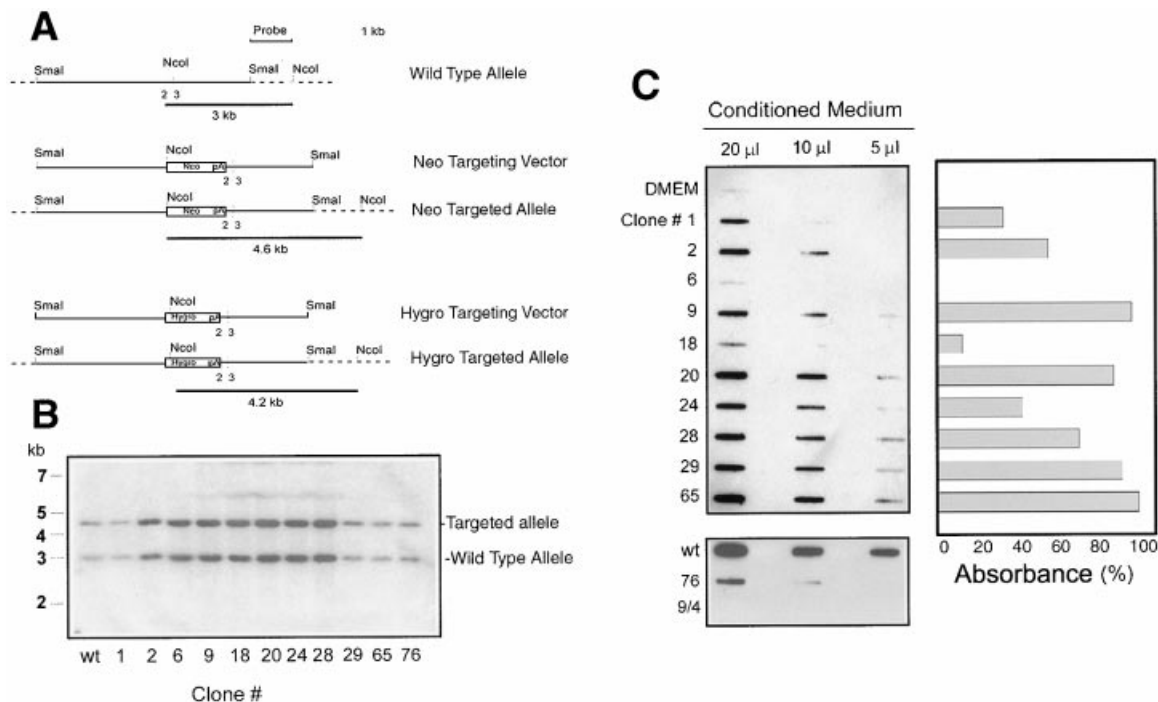 A
Probe
1 kb
SmaI NcoI SmaI NcoI Wild Type Allele
2 3
3 kb
SmaI NcoI SmaI Neo Targeting Vector
Neo pA
2 3
SmaI NcoI SmaI NcoI Neo Targeted Allele
Neo pA
2 3
4.6 kb
SmaI NcoI SmaI Hygro Targeting Vector
Hygro pA
2 3
SmaI NcoI SmaI NcoI Hygro Targeted Allele
Hygro pA
2 3
4.2 kb
B
kb
7
5
4
3
2
-Targeted allele
-Wild Type Allele
wt 1 2 6 9 18 20 24 28 29 65 76
Clone #
C
Conditioned Medium
20 µl 10 µl 5 µl
DMEM
Clone # 1
2
6
9
18
20
24
28
29
65
wt
76
9/4
0 20 40 60 80 100
Absorbance (%)